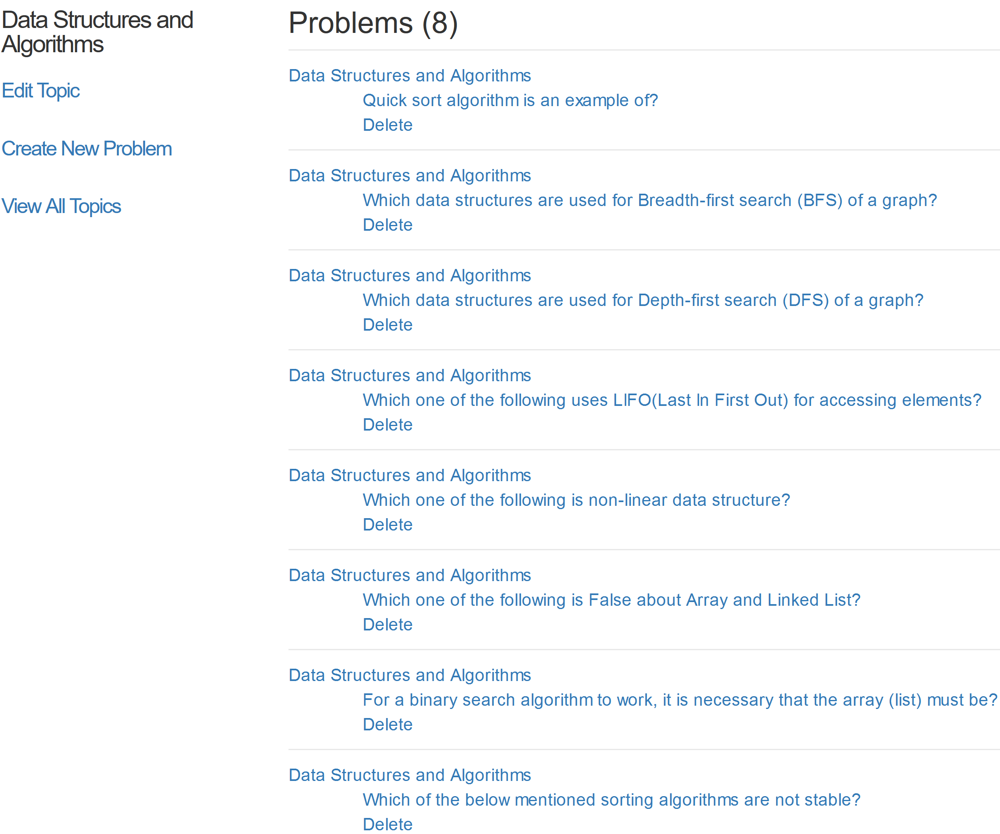 Data Structures and
Algorithms
Edit Topic
Create New Problem
View All Topics
Problems (8)
Data Structures and Algorithms
Quick sort algorithm is an example of?
Delete
Data Structures and Algorithms
Which data structures are used for Breadth-first search (BFS) of a graph?
Delete
Data Structures and Algorithms
Which data structures are used for Depth-first search (DFS) of a graph?
Delete
Data Structures and Algorithms
Which one of the following uses LIFO(Last In First Out) for accessing elements?
Delete
Data Structures and Algorithms
Which one of the following is non-linear data structure?
Delete
Data Structures and Algorithms
Which one of the following is False about Array and Linked List?
Delete
Data Structures and Algorithms
For a binary search algorithm to work, it is necessary that the array (list) must be?
Delete
Data Structures and Algorithms
Which of the below mentioned sorting algorithms are not stable?
Delete